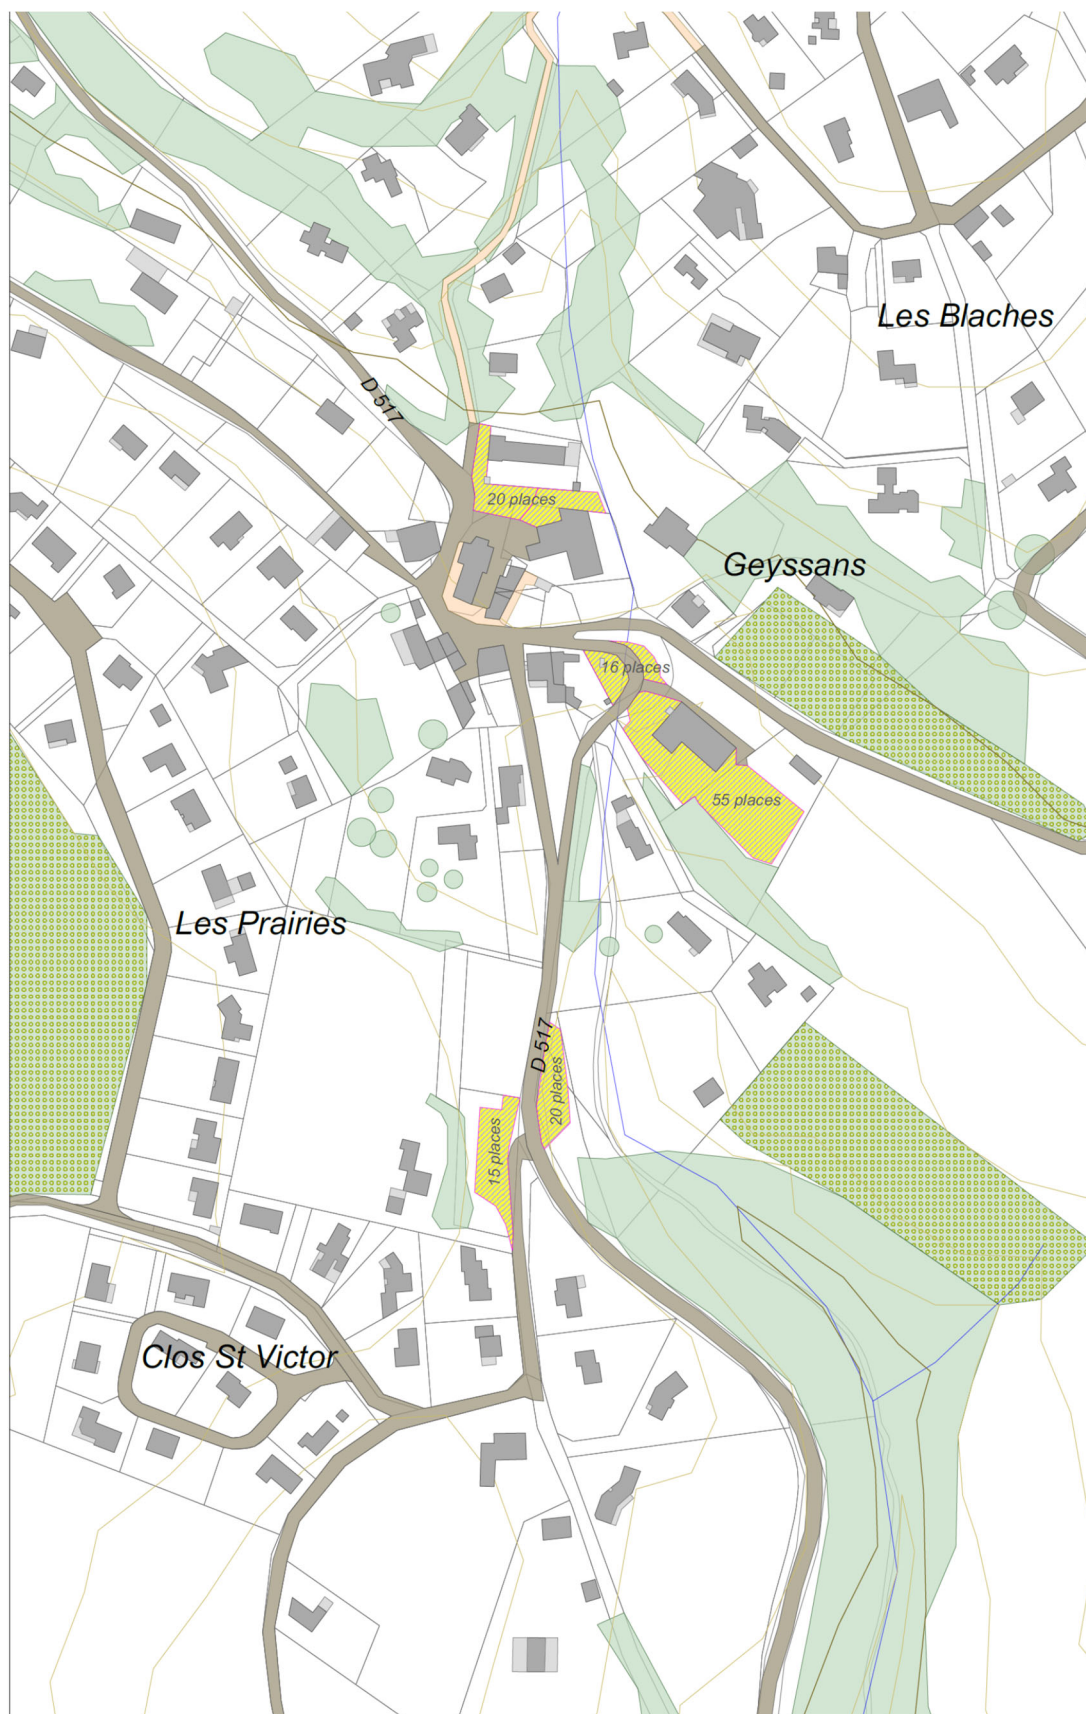 Les Blaches
D 517
20 places
Geyssans
16 places
55 places
Les Prairies
D 517
20 places
15 places
Clos St Victor